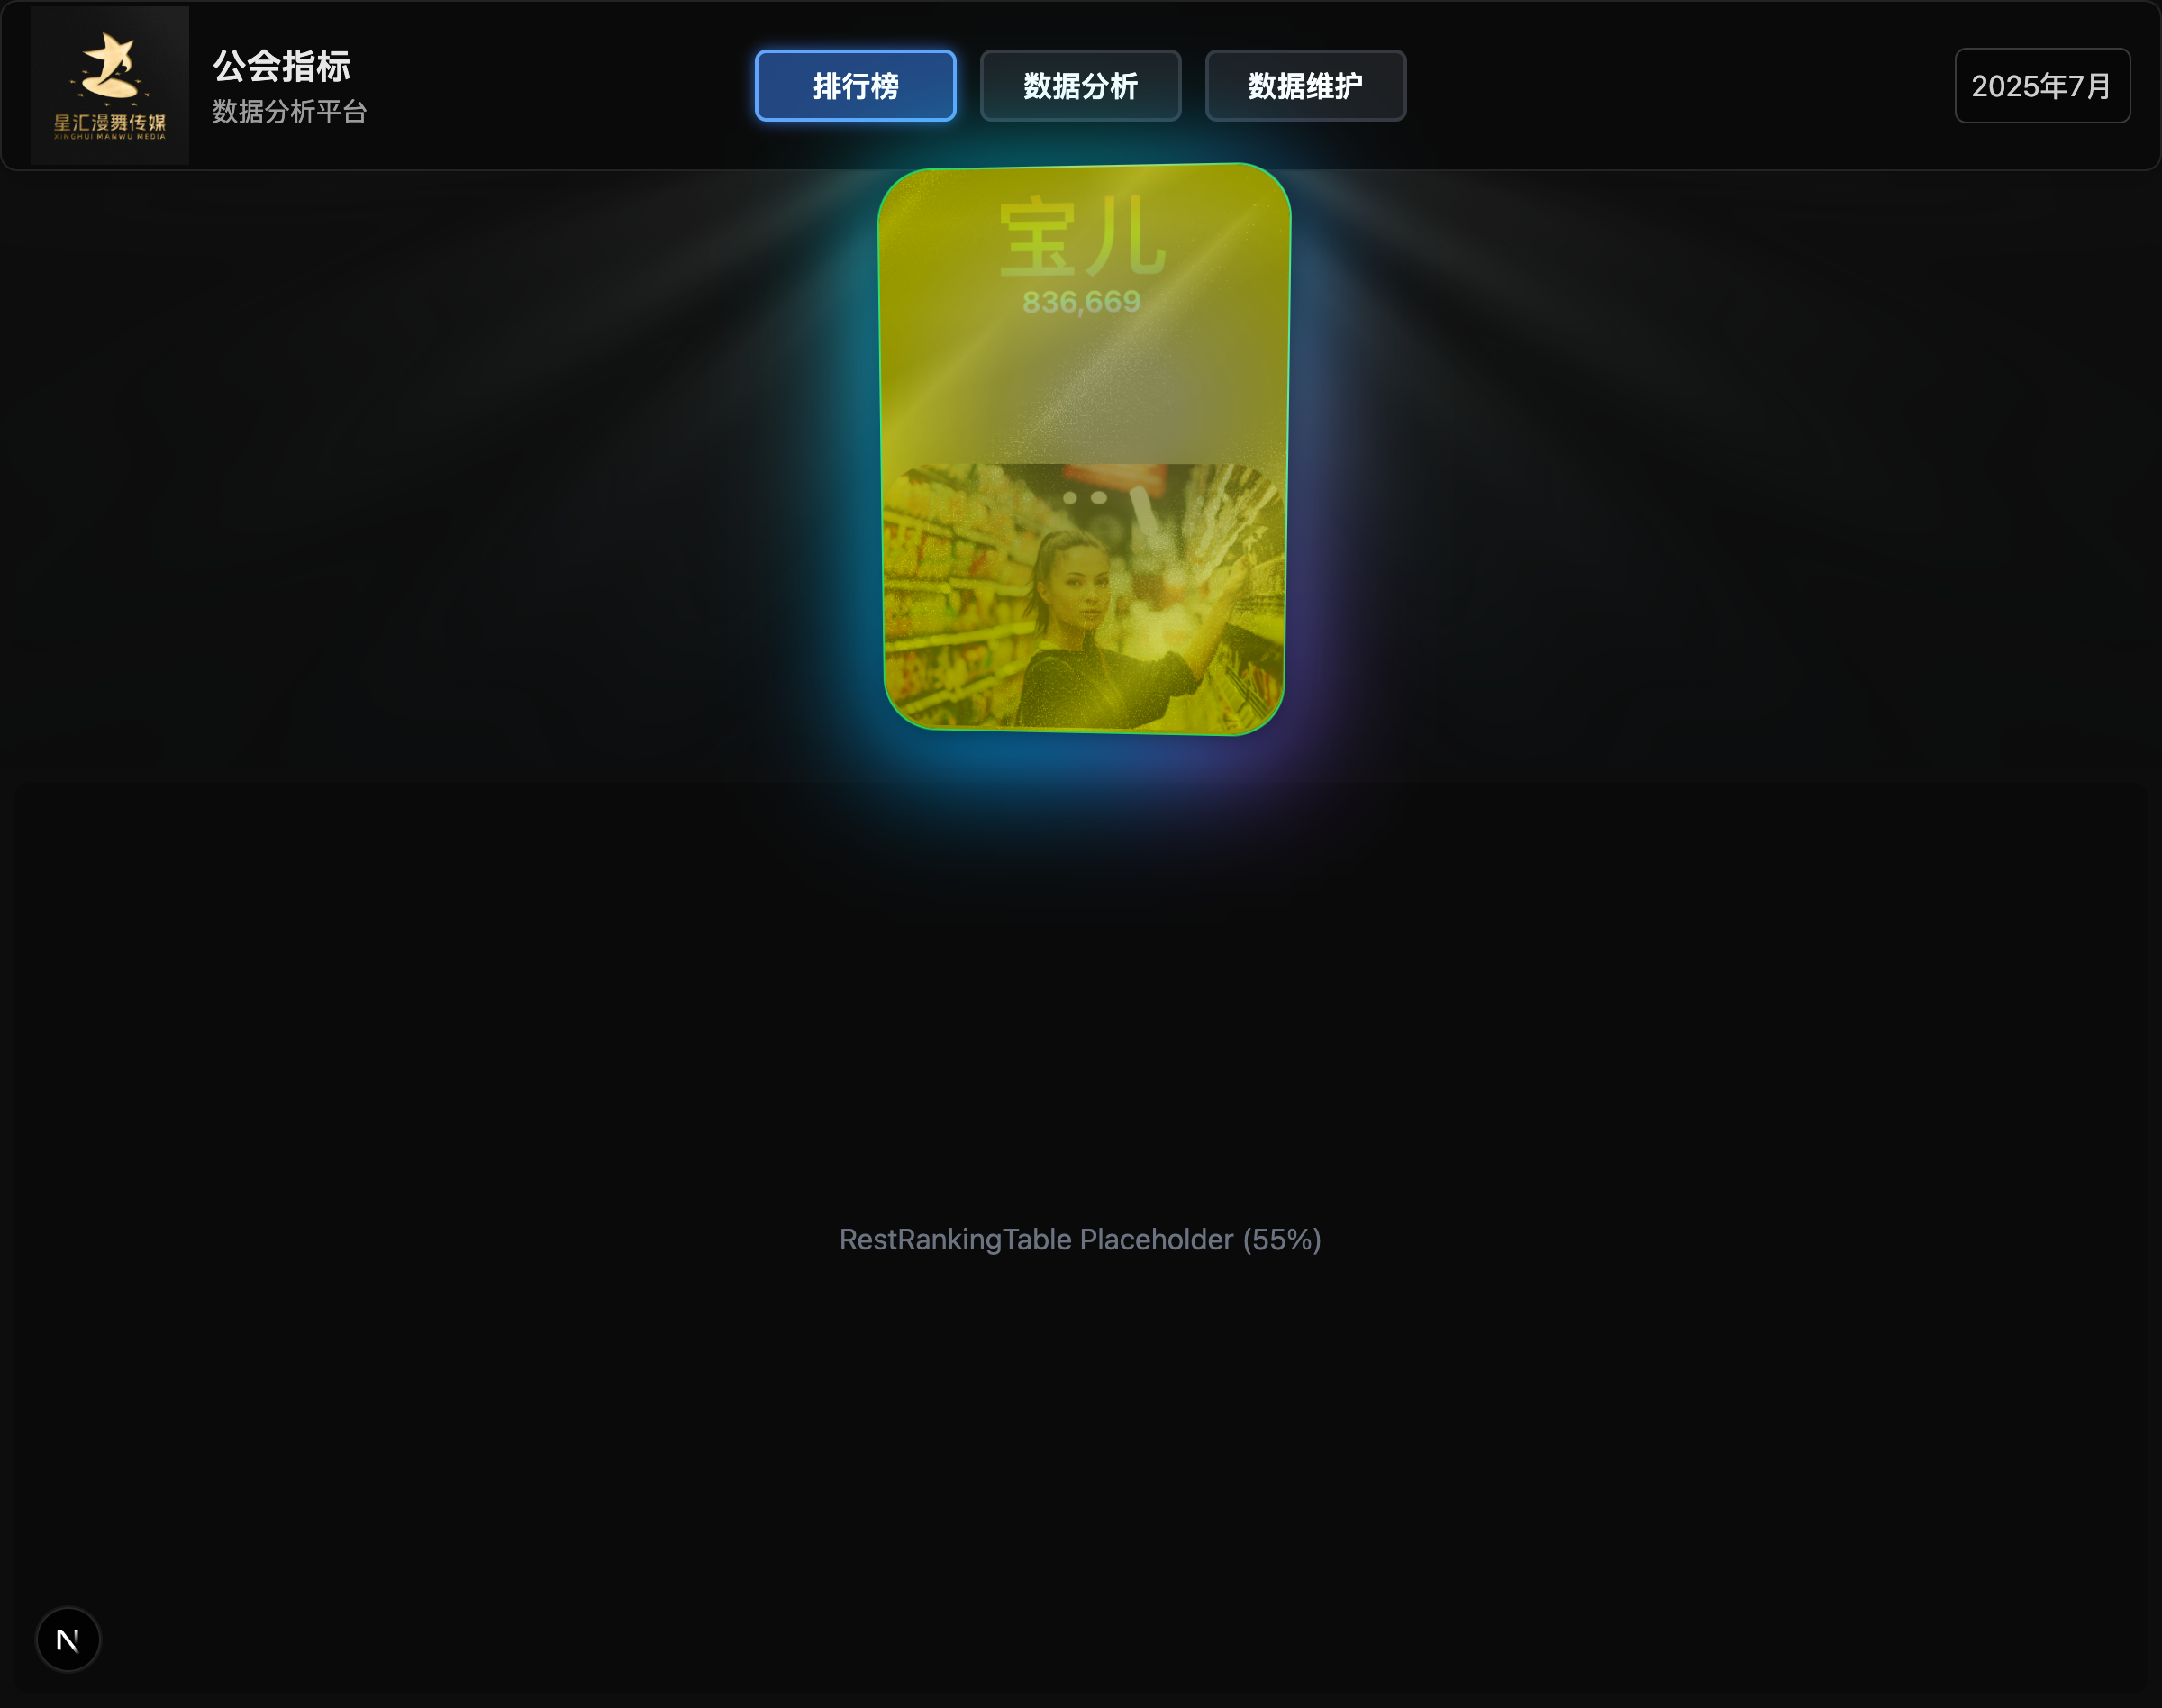 星汇漫舞传媒
XINGHUI MANWU MEDIA
公会指标
数据分析平台
排行榜
数据分析
数据维护
2025年7月
宝儿
836,669
RestRankingTable Placeholder (55%)
N